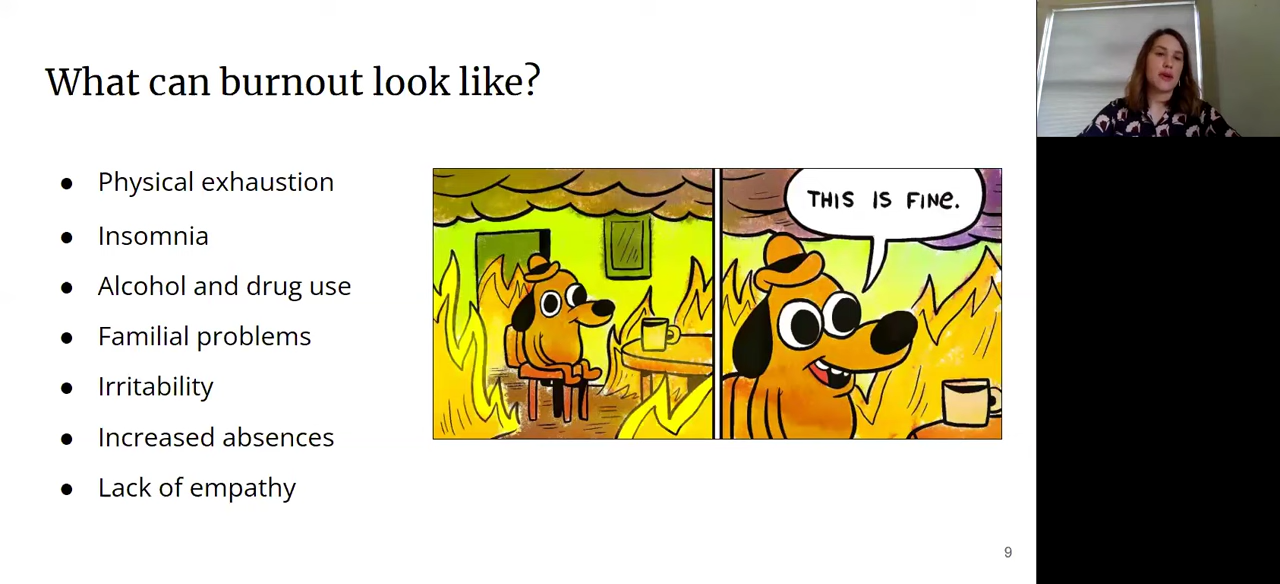 What can burnout look like?
● Physical exhaustion
● Insomnia
● Alcohol and drug use
● Familial problems
● Irritability
● Increased absences
● Lack of empathy
THIS IS FINE.
9